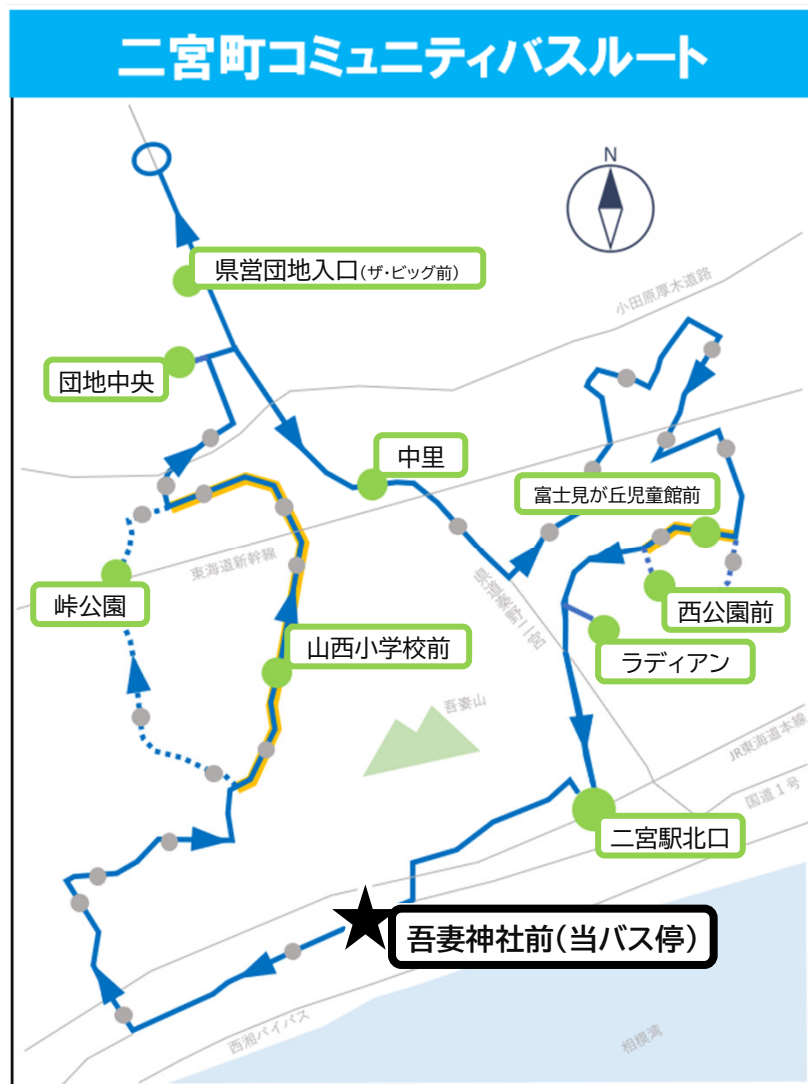 二宮町コミュニティバスルート
N
県営団地入口(ザ・ビッグ前)
小田原厚木道路
団地中央
中里
富士見が丘児童館前
東海道新幹線
峠公園
県道秦野二宮
西公園前
山西小学校前
ラディアン
吾妻山
JR東海道本線
国道1号
二宮駅北口
吾妻神社前(当バス停)
西湘バイパス
相模湾